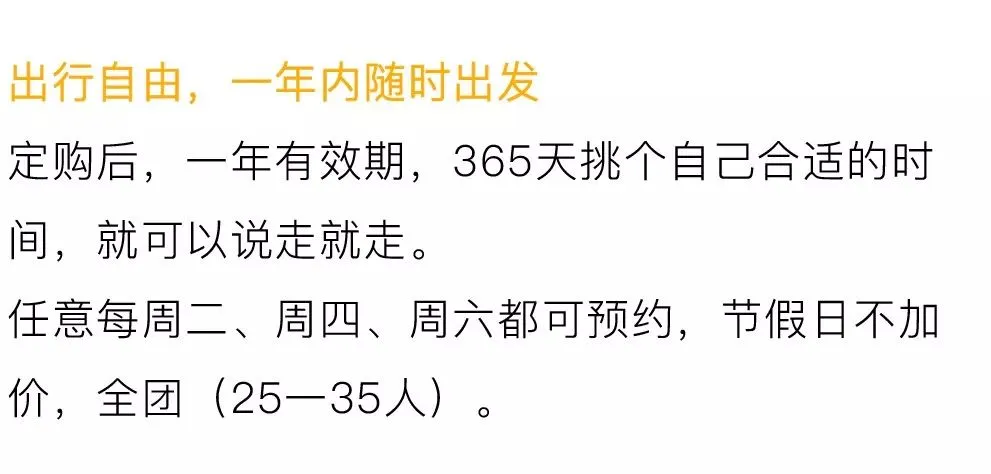 出行自由，一年内随时出发
定购后，一年有效期，365天挑个自己合适的时
间，就可以说走就走。
任意每周二、周四、周六都可预约，节假日不加
价，全团（25一35人）。